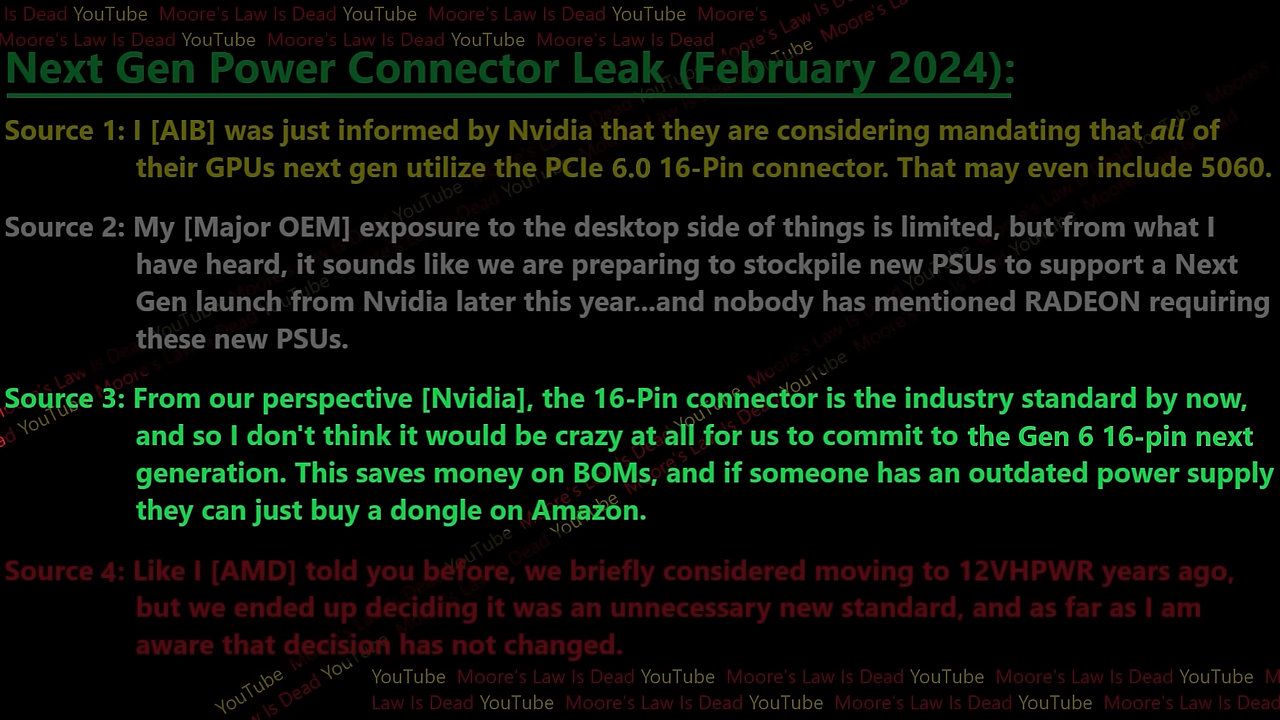 Is Dead YouTube Moore's Law Is Dead YouTube Moore's Law Is Dead YouTube Moore's
Moore's Law Is Dead YouTube Moore's Law Is Dead YouTube Moore's Law Is Dead
Next Gen Power Connector Leak (February 2024):
Source 1: I [AIB] was just informed by Nvidia that they are considering mandating that all of
their GPUs next gen utilize the PCIe 6.0 16-Pin connector. That may even include 5060.
Source 2: My [Major OEM] exposure to the desktop side of things is limited, but from what I
have heard, it sounds like we are preparing to stockpile new PSUs to support a Next
Gen launch from Nvidia later this year...and nobody has mentioned RADEON requiring
these new PSUs.
Source 3: From our perspective [Nvidia], the 16-Pin connector is the industry standard by now,
and so I don't think it would be crazy at all for us to commit to the Gen 6 16-pin next
generation. This saves money on BOMs, and if someone has an outdated power supply
they can just buy a dongle on Amazon.
Source 4: Like I [AMD] told you before, we briefly considered moving to 12VHPWR years ago,
but we ended up deciding it was an unnecessary new standard, and as far as I am
aware that decision has not changed.
YouTube Moore's Law Is Dead YouTube Moore's Law Is Dead YouTube Moore's Law Is Dead YouTube M
Law Is Dead YouTube Moore's Law Is Dead YouTube Moore's Law Is Dead YouTube Moore's Law Is Dead